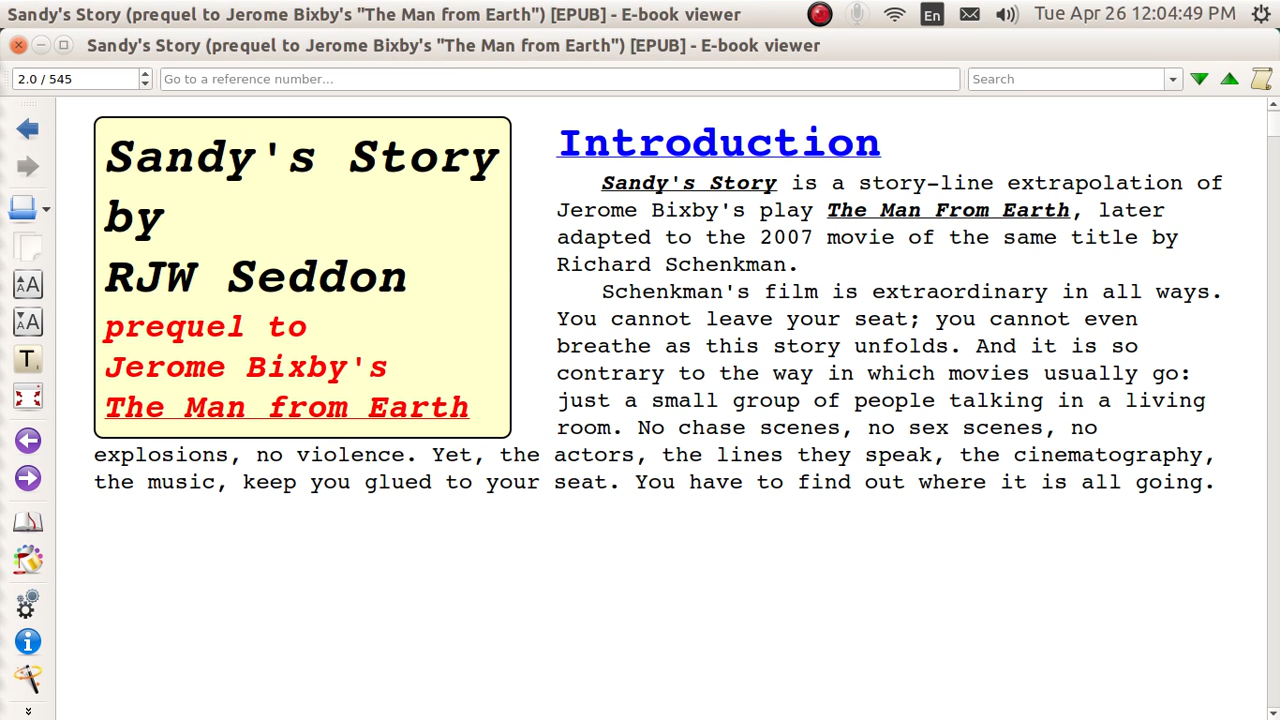 Sandy's Story (prequel to Jerome Bixby's "The Man from Earth") [EPUB] - E-book viewer
En
Tue Apr 26 12:04:49 PM
Sandy's Story (prequel to Jerome Bixby's "The Man from Earth") [EPUB] - E-book viewer
2.0 / 545
Go to a reference number...
Search
Sandy's Story
by
RJW Seddon
prequel to
Jerome Bixby's
The Man from Earth
Introduction
Sandy's Story is a story-line extrapolation of
Jerome Bixby's play The Man From Earth, later
adapted to the 2007 movie of the same title by
Richard Schenkman.
Schenkman's film is extraordinary in all ways.
You cannot leave your seat; you cannot even
breathe as this story unfolds. And it is so
contrary to the way in which movies usually go:
just a small group of people talking in a living
room. No chase scenes, no sex scenes, no
explosions, no violence. Yet, the actors, the lines they speak, the cinematography,
the music, keep you glued to your seat. You have to find out where it is all going.
AA
AA
T